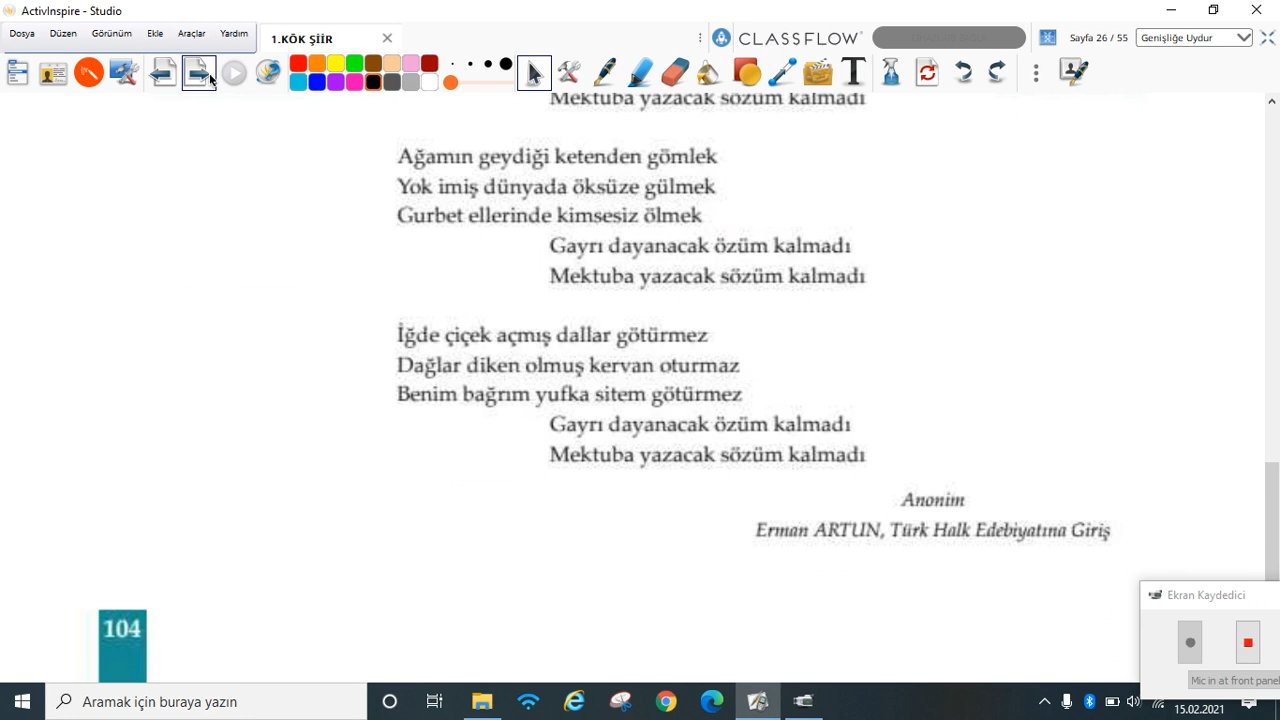 ActivInspire - Studio
Dosya Düzen Görünüm Ekle Araçlar Yardım
1.KÖK ŞİİR
CLASSFLOW
Sayfa 26 / 55
Genişliğe Uydur
Mektuba yazacak sözüm kalmadı
Ağamın geydiği ketenden gömlek
Yok imiş dünyada öksüze gülmek
Gurbet ellerinde kimsesiz ölmek
Gayrı dayanacak özüm kalmadı
Mektuba yazacak sözüm kalmadı
İğde çiçek açmış dallar götürmez
Dağlar diken olmuş kervan oturmaz
Benim bağrım yufka sitem götürmez
Gayrı dayanacak özüm kalmadı
Mektuba yazacak sözüm kalmadı
Anonim
Erman ARTUN, Türk Halk Edebiyatına Giriş
104
Ekran Kaydedici
Mic in at front panel
Aramak için buraya yazın
15.02.2021